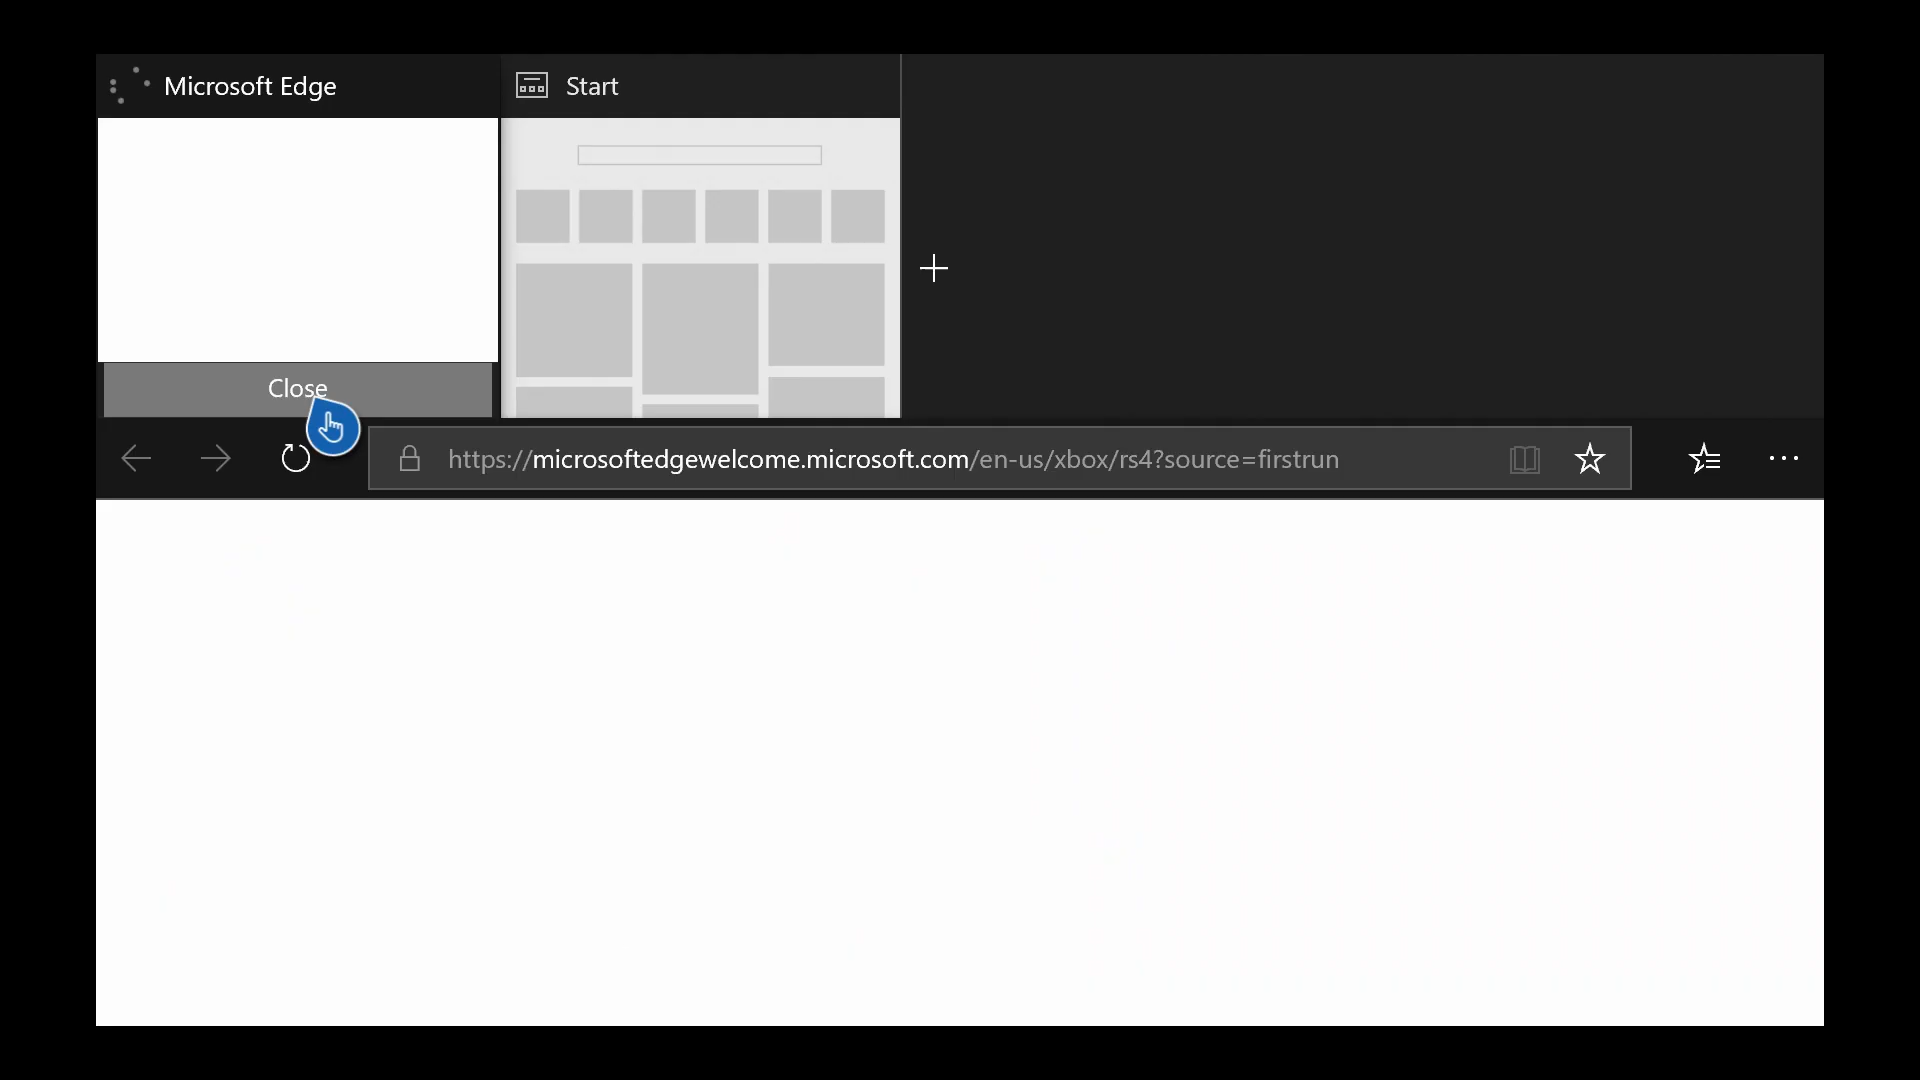 Microsoft Edge
Start
Close
https://microsoftedgewelcome.microsoft.com/en-us/xbox/rs4?source=firstrun